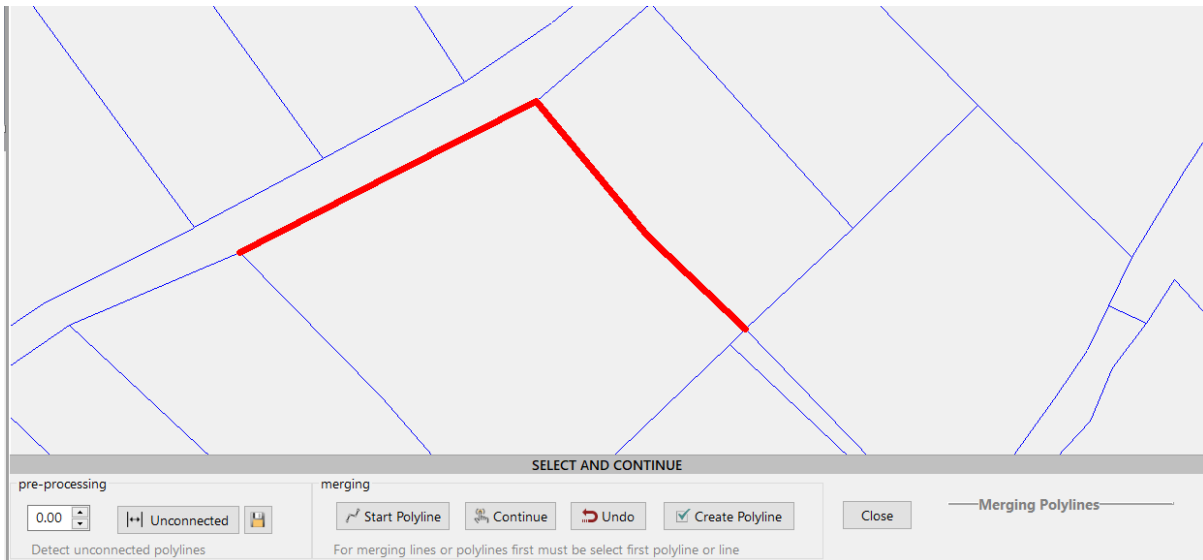 SELECT AND CONTINUE
pre-processing
0.00
Unconnected
Detect unconnected polylines
merging
Start Polyline
Continue
Undo
Create Polyline
For merging lines or polylines first must be select first polyline or line
Close
Merging Polylines